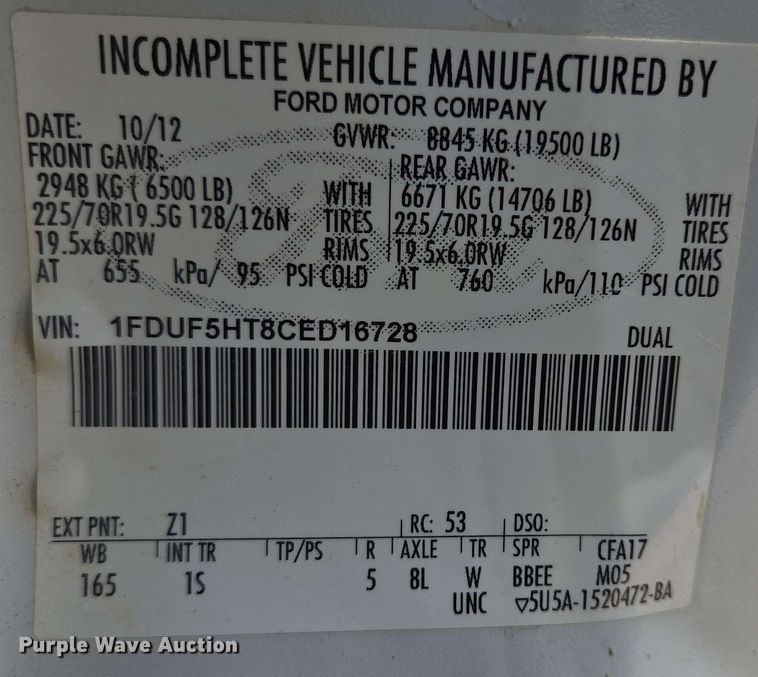 INCOMPLETE VEHICLE MANUFACTURED BY
FORD MOTOR COMPANY
DATE: 10/12 GVWR: 8845 KG (19500 LB)
FRONT GAWR: REAR GAWR:
2948 KG ( 6500 LB) WITH 6671 KG (14706 LB) WITH
225/70R19.5G 128/126N TIRES 225/70R19.5G 128/126N TIRES
19.5x6.0RW RIMS 19.5x6.0RW RIMS
AT 655 kPa/ 95 PSI COLD AT 760 kPa/110 PSI COLD
VIN: 1FDUF5HT8CED16728 DUAL
EXT PNT: Z1 RC: 53 DSO:
WB INT TR TP/PS R AXLE TR SPR CFA17
165 1S 5 8L W BBEE M05
UNC ▽5U5A-1520472-BA
Purple Wave Auction